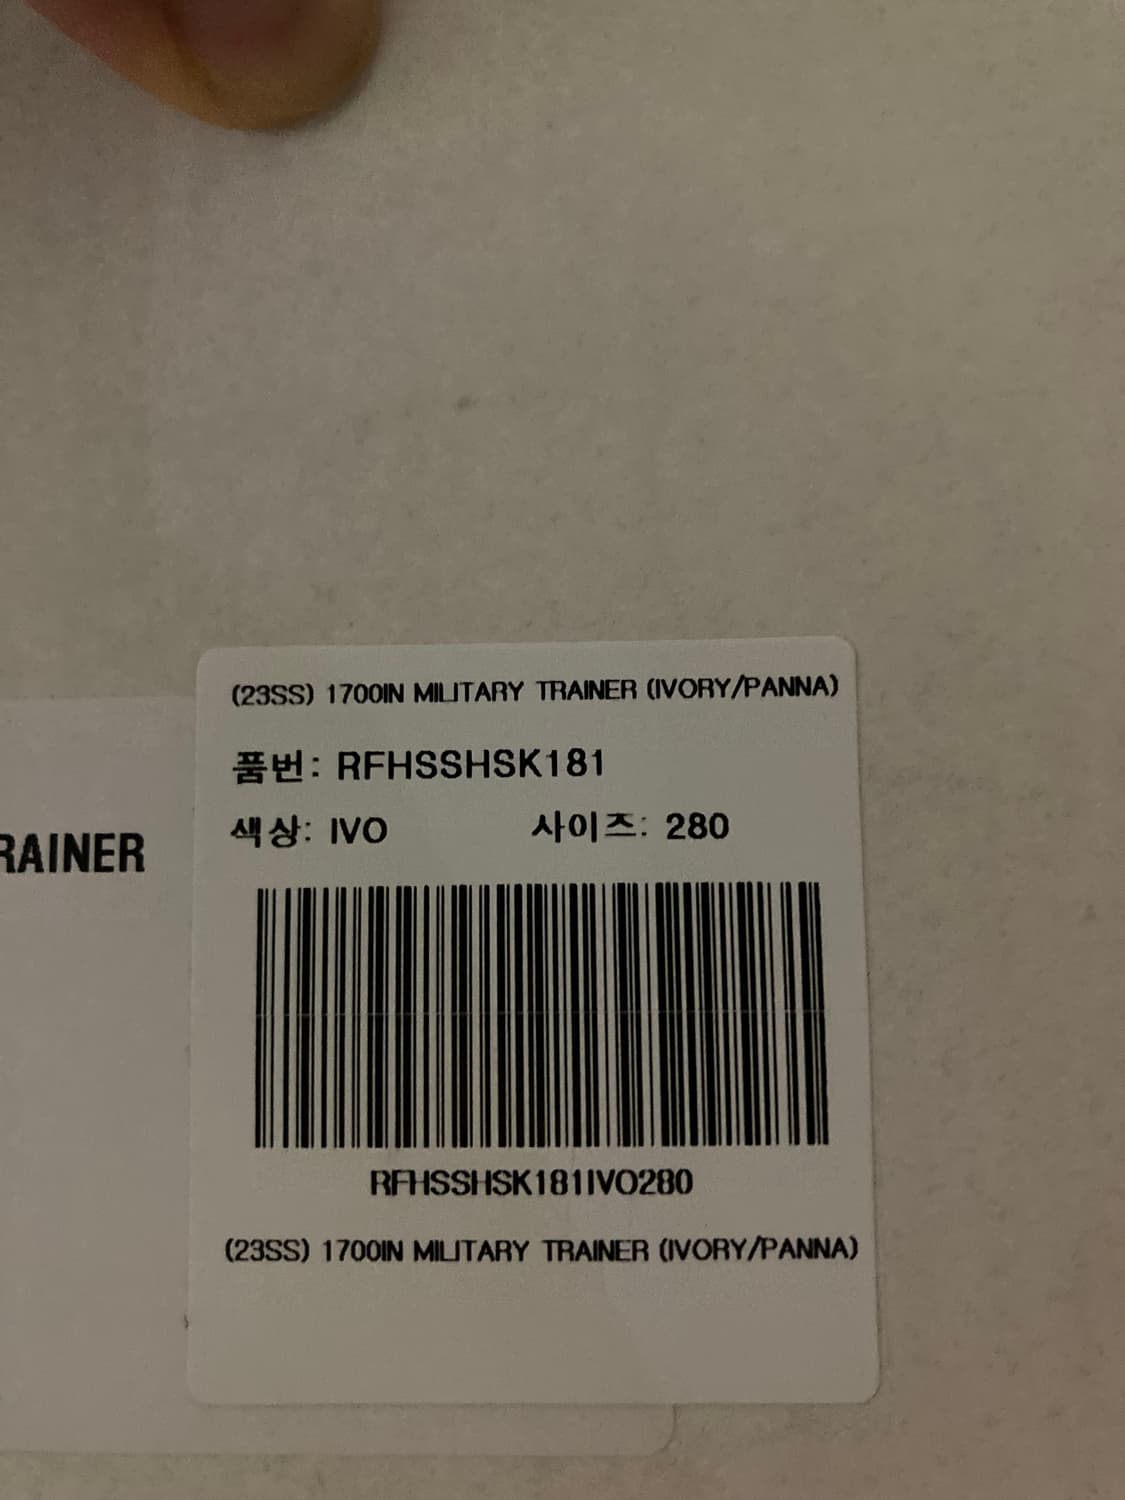 (23SS) 1700IN MILITARY TRAINER (IVORY/PANNA)
품번: RFHSSHSK181
색상: IVO 사이즈: 280
RAINER
RFHSSHSK181IVO280
(23SS) 1700IN MILITARY TRAINER (IVORY/PANNA)